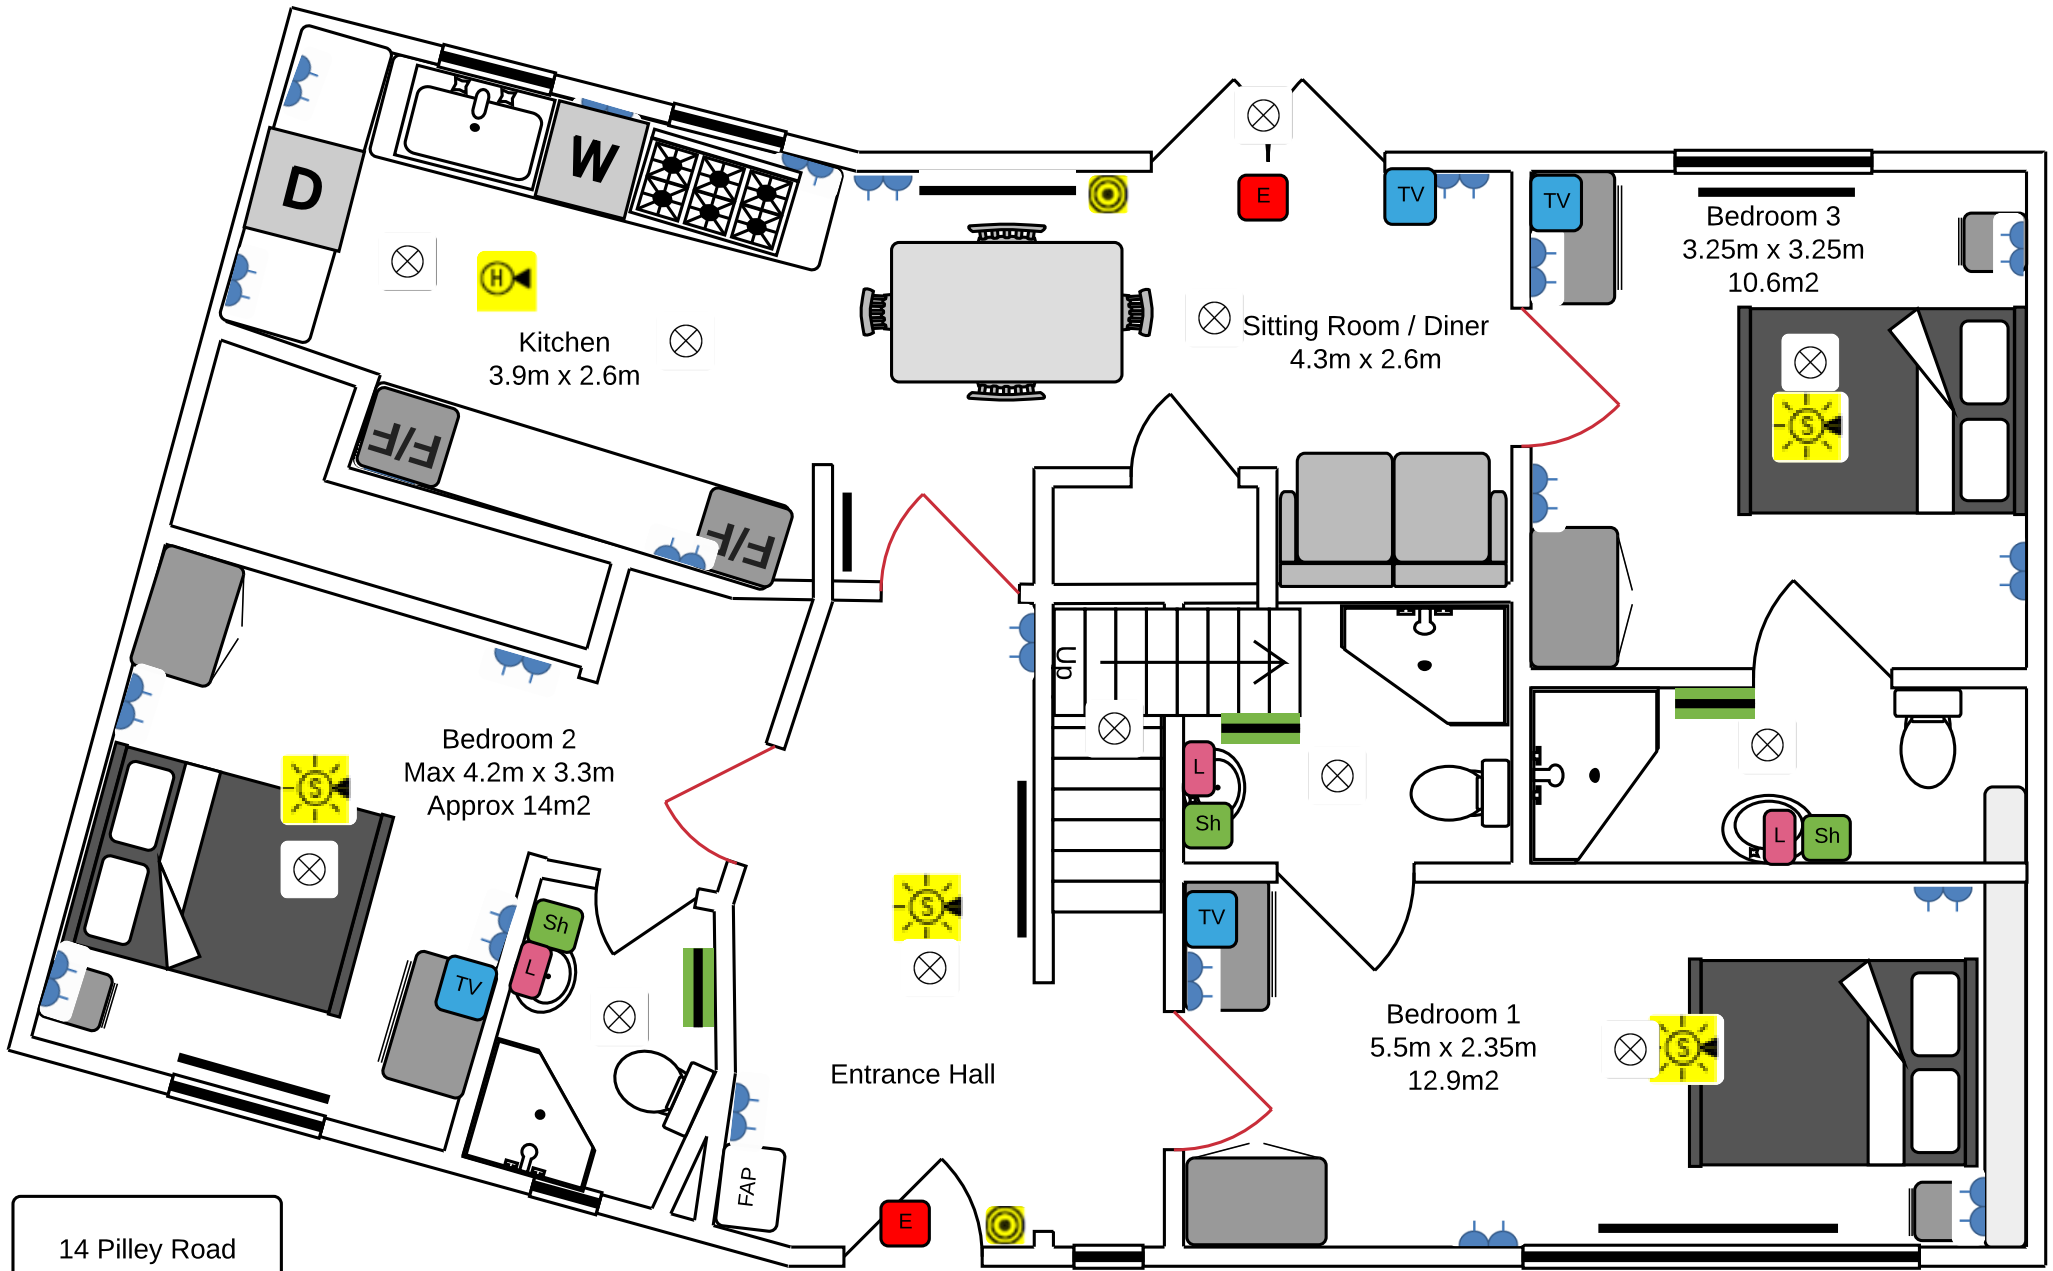 D
W
H
Kitchen
3.9m x 2.6m
F/F
F/F
E
TV
Sitting Room / Diner
4.3m x 2.6m
TV
Bedroom 3
3.25m x 3.25m
10.6m2
S
Up
Bedroom 2
Max 4.2m x 3.3m
Approx 14m2
S
Sh
L
TV
S
Entrance Hall
L
Sh
L
Sh
TV
Bedroom 1
5.5m x 2.35m
12.9m2
S
FAP
E
14 Pilley Road